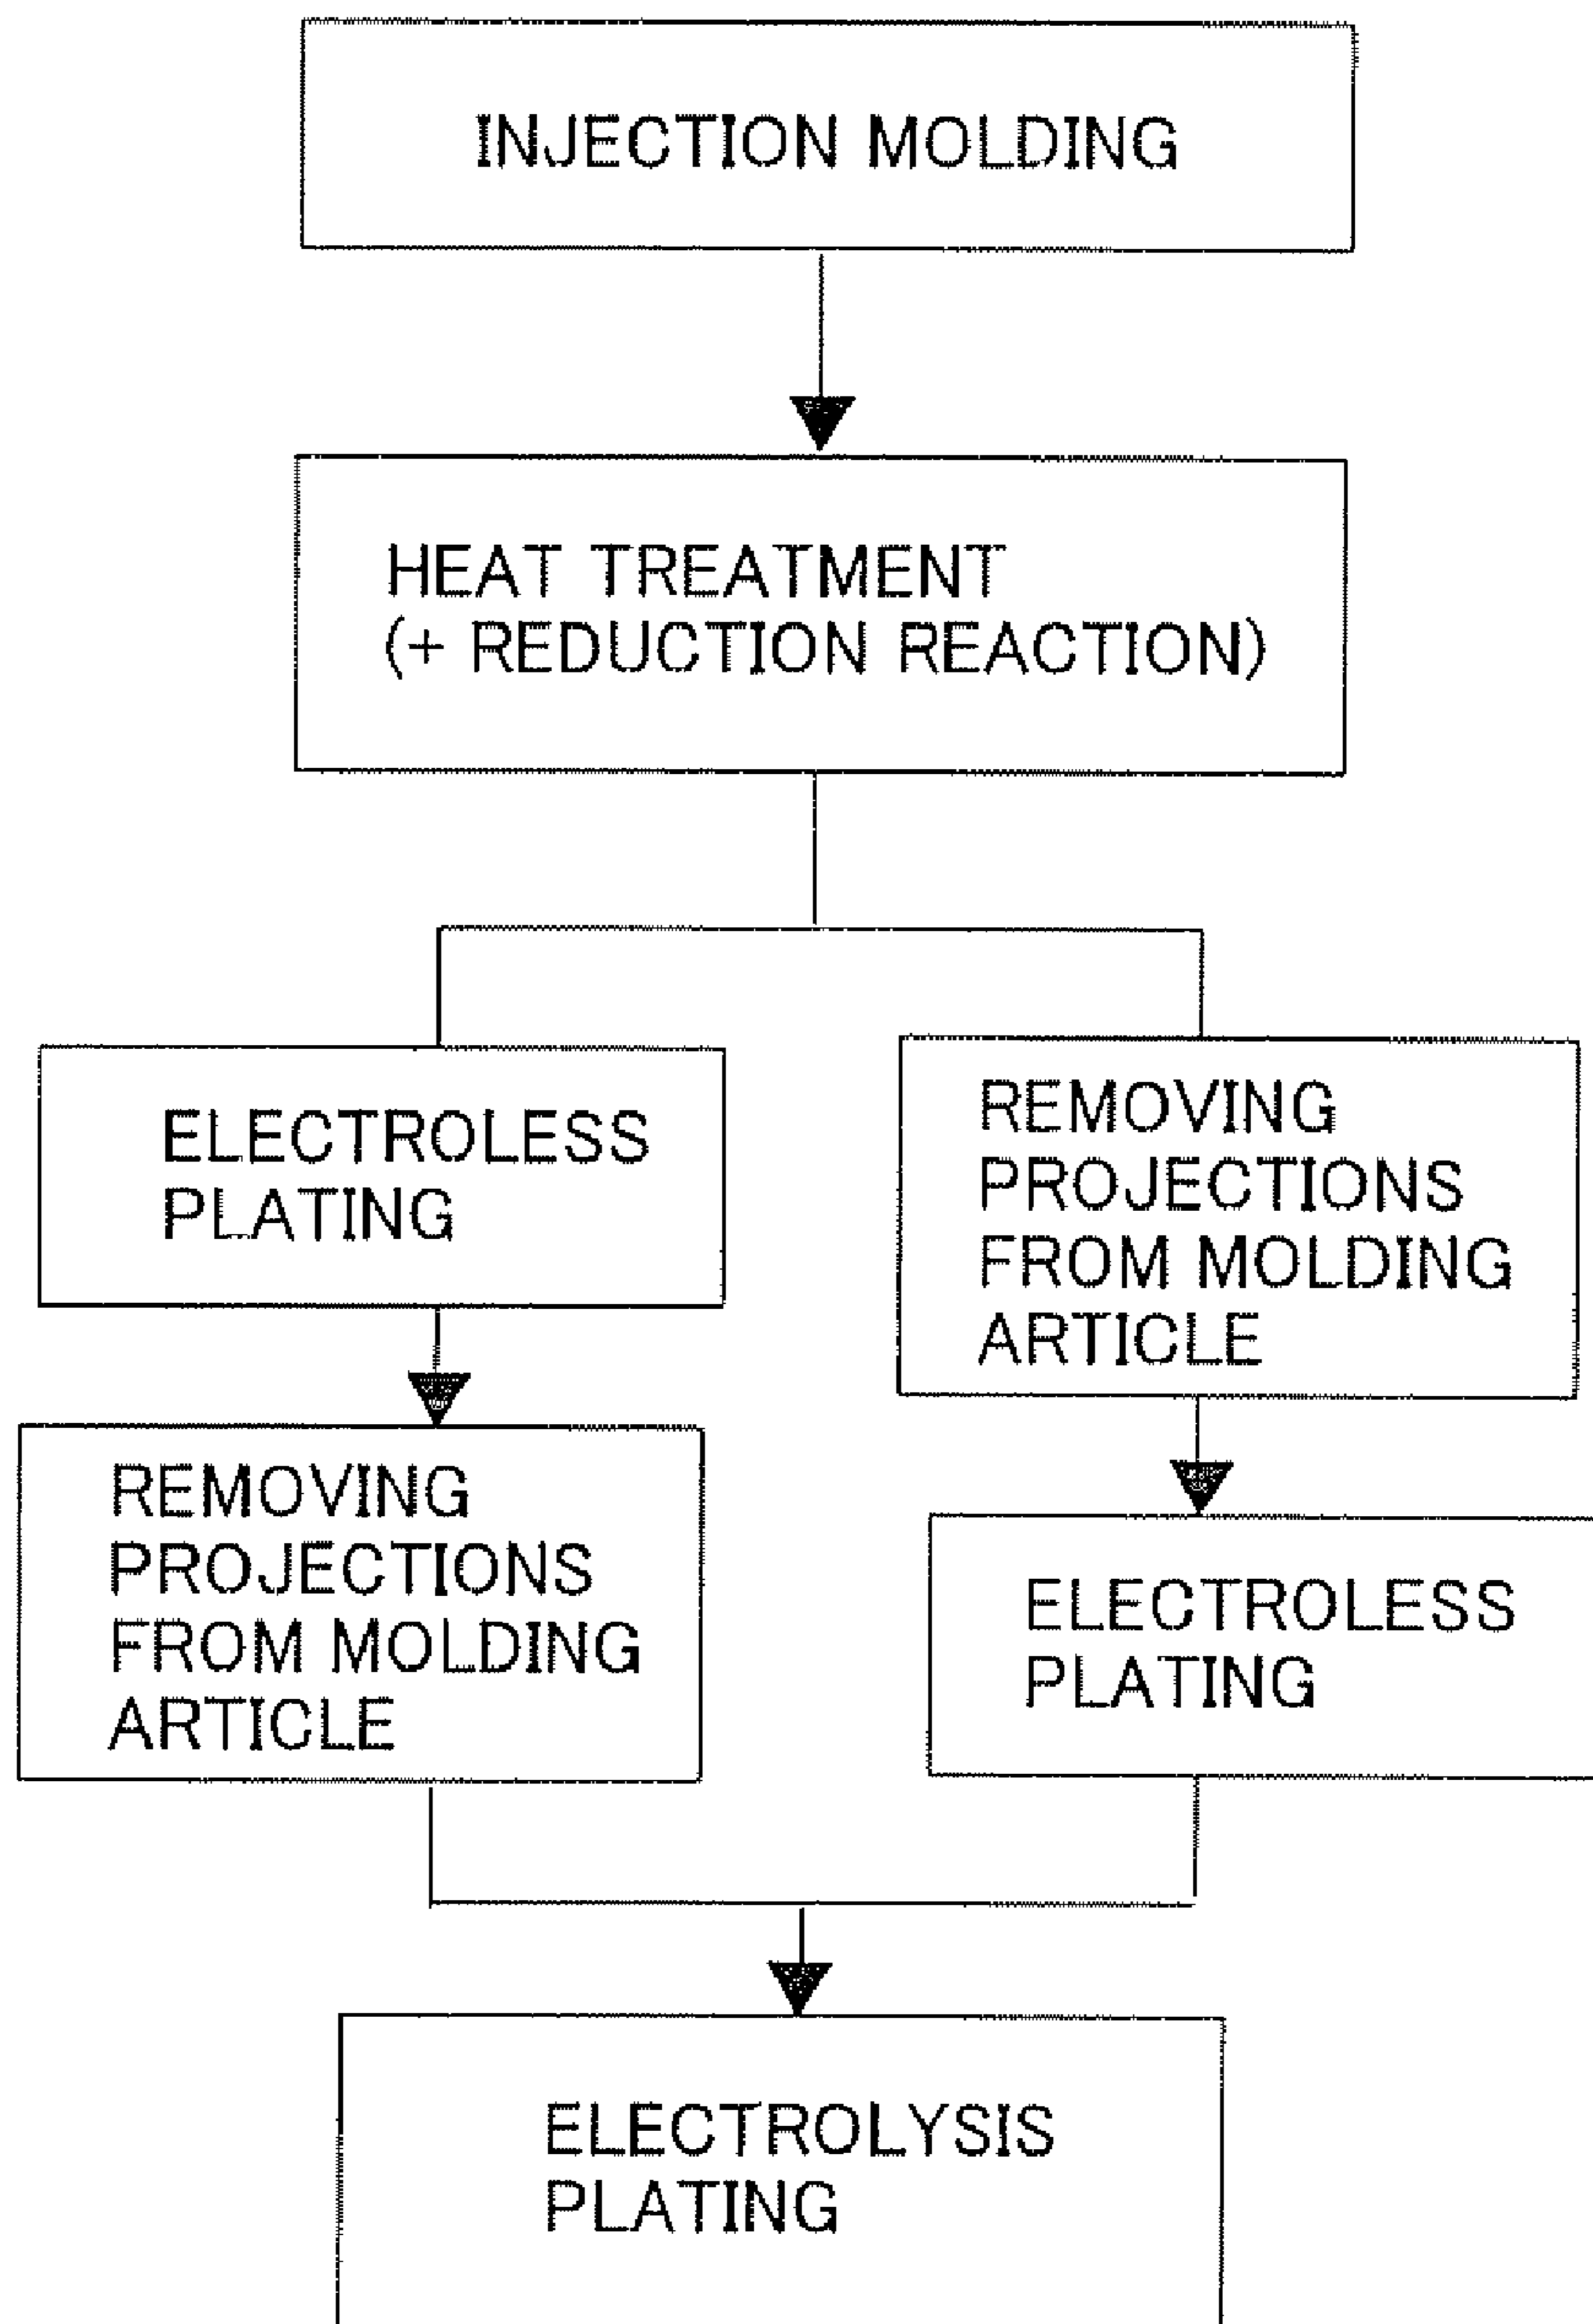 INJECTION MOLDING
HEAT TREATMENT
(+ REDUCTION REACTION)
ELECTROLESS
PLATING
REMOVING
PROJECTIONS
FROM MOLDING
ARTICLE
REMOVING
PROJECTIONS
FROM MOLDING
ARTICLE
ELECTROLESS
PLATING
ELECTROLYSIS
PLATING